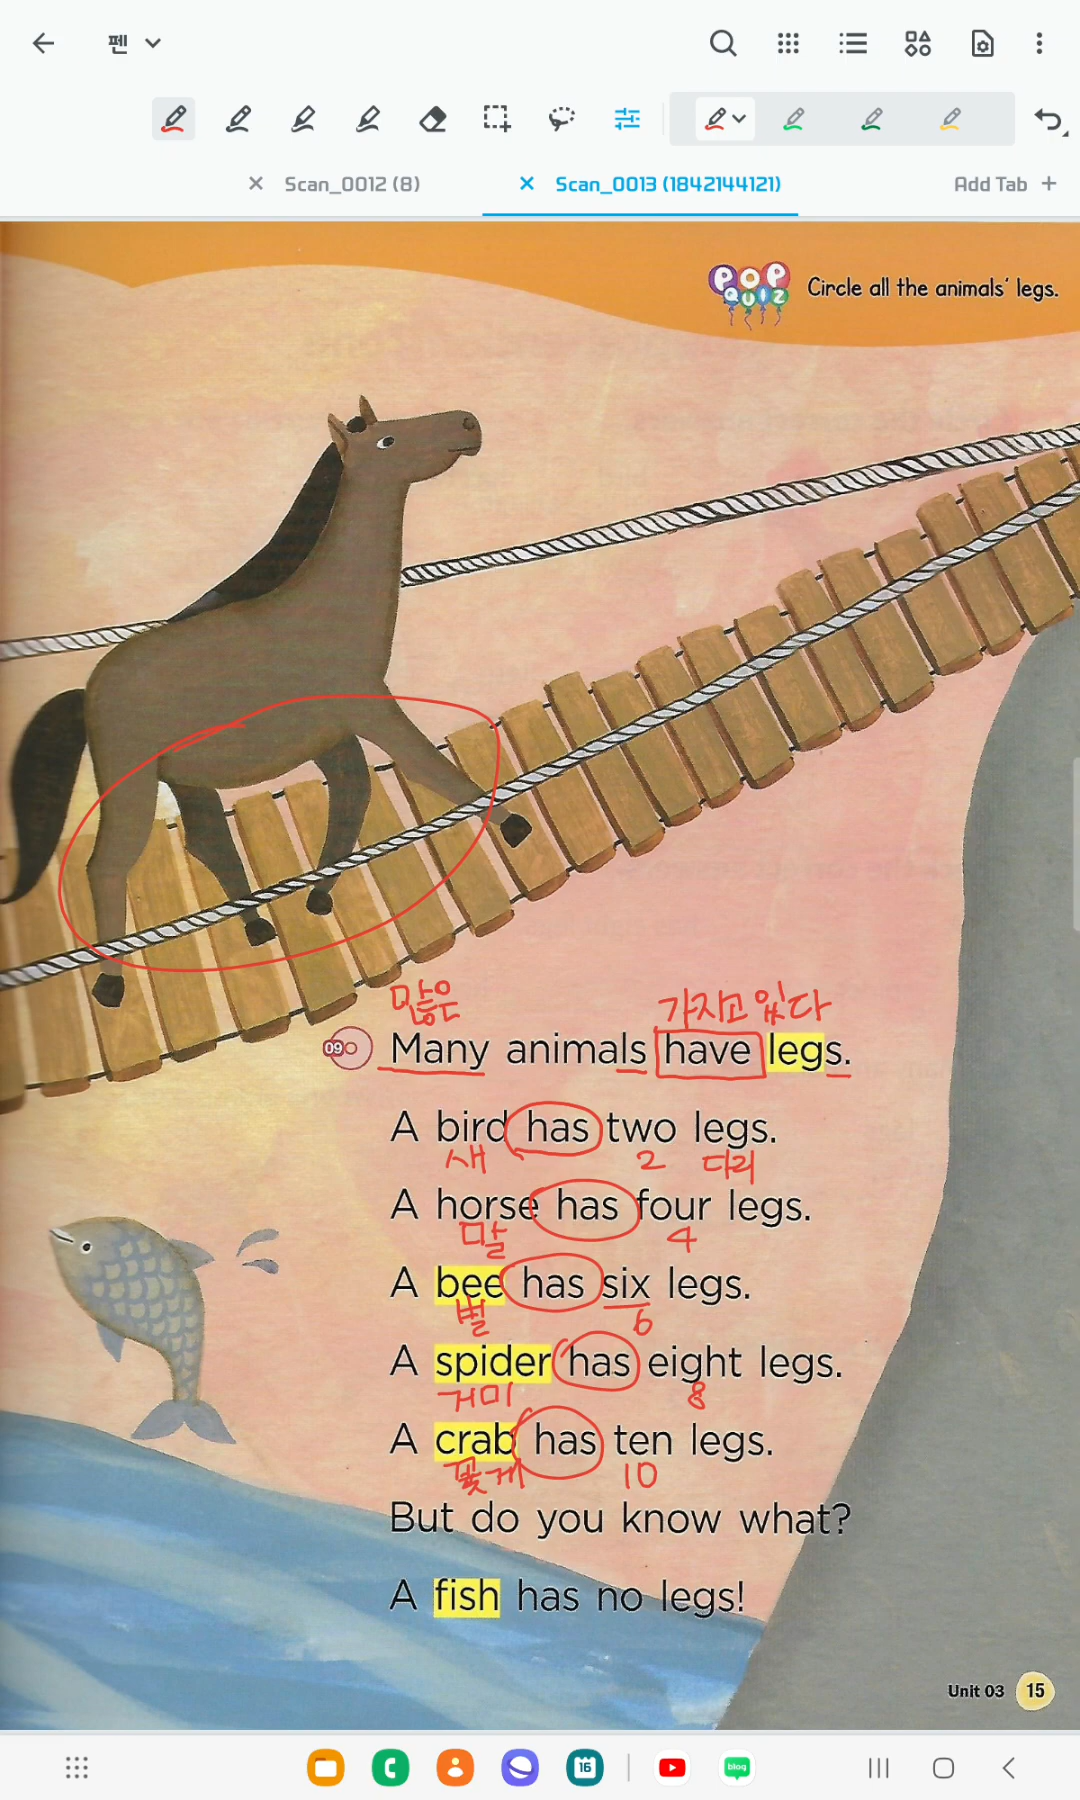 펜
Scan_0012 (8)
Scan_0013 (1842144121)
Add Tab +
POP QUIZ Circle all the animals' legs.
많은 가지고 있다
09 Many animals have legs.
A bird has two legs.
새 2 다리
A horse has four legs.
말 4
A bee has six legs.
벌 6
A spider has eight legs.
거미 8
A crab has ten legs.
꽃게 10
But do you know what?
A fish has no legs!
Unit 03 15
16 blog